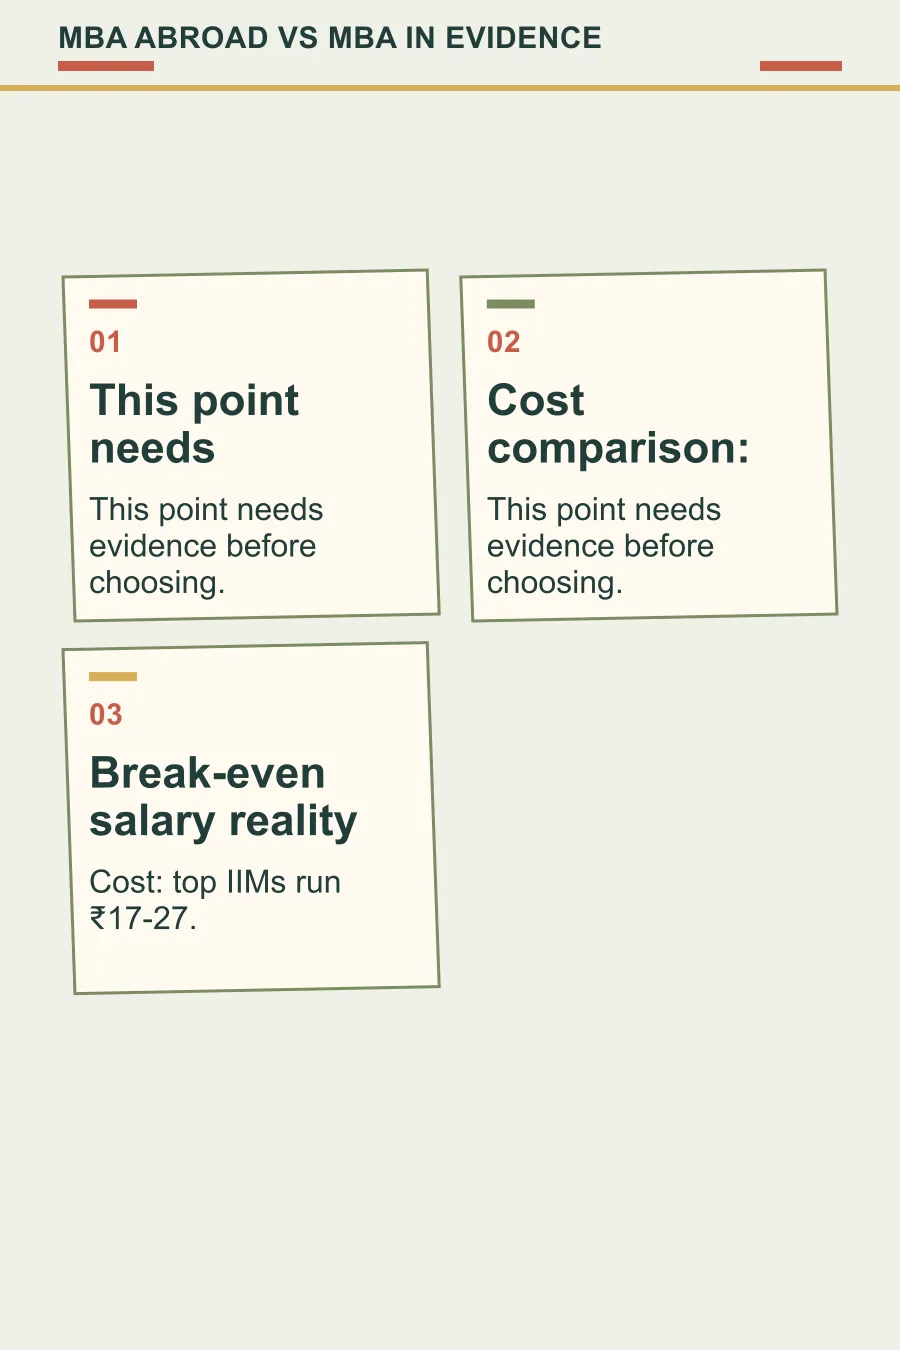 MBA ABROAD VS MBA IN EVIDENCE
01
This point
needs
This point needs
evidence before
choosing.
02
Cost
comparison:
This point needs
evidence before
choosing.
03
Break-even
salary reality
Cost: top IIMs run
₹17-27.